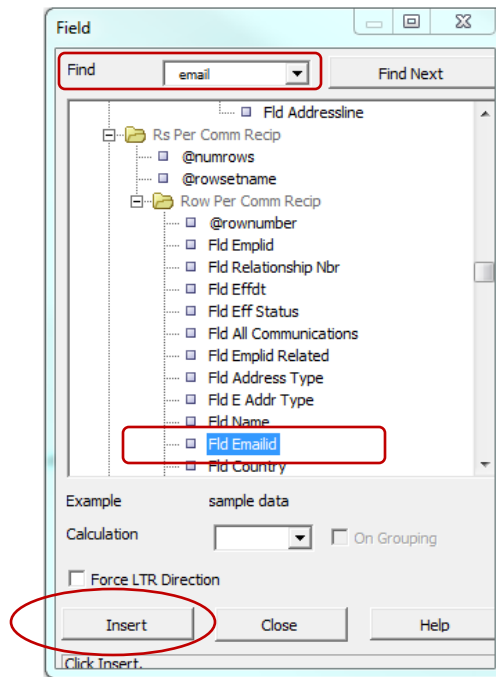 Field
Find email Find Next
Fld Addressline
Rs Per Comm Recip
@numrows
@rowsetname
Row Per Comm Recip
@rownumber
Fld Emplid
Fld Relationship Nbr
Fld Effdt
Fld Eff Status
Fld All Communications
Fld Emplid Related
Fld Address Type
Fld E Addr Type
Fld Name
Fld Emailid
Fld Country
Example sample data
Calculation On Grouping
Force LTR Direction
Insert Close Help
Click Insert.